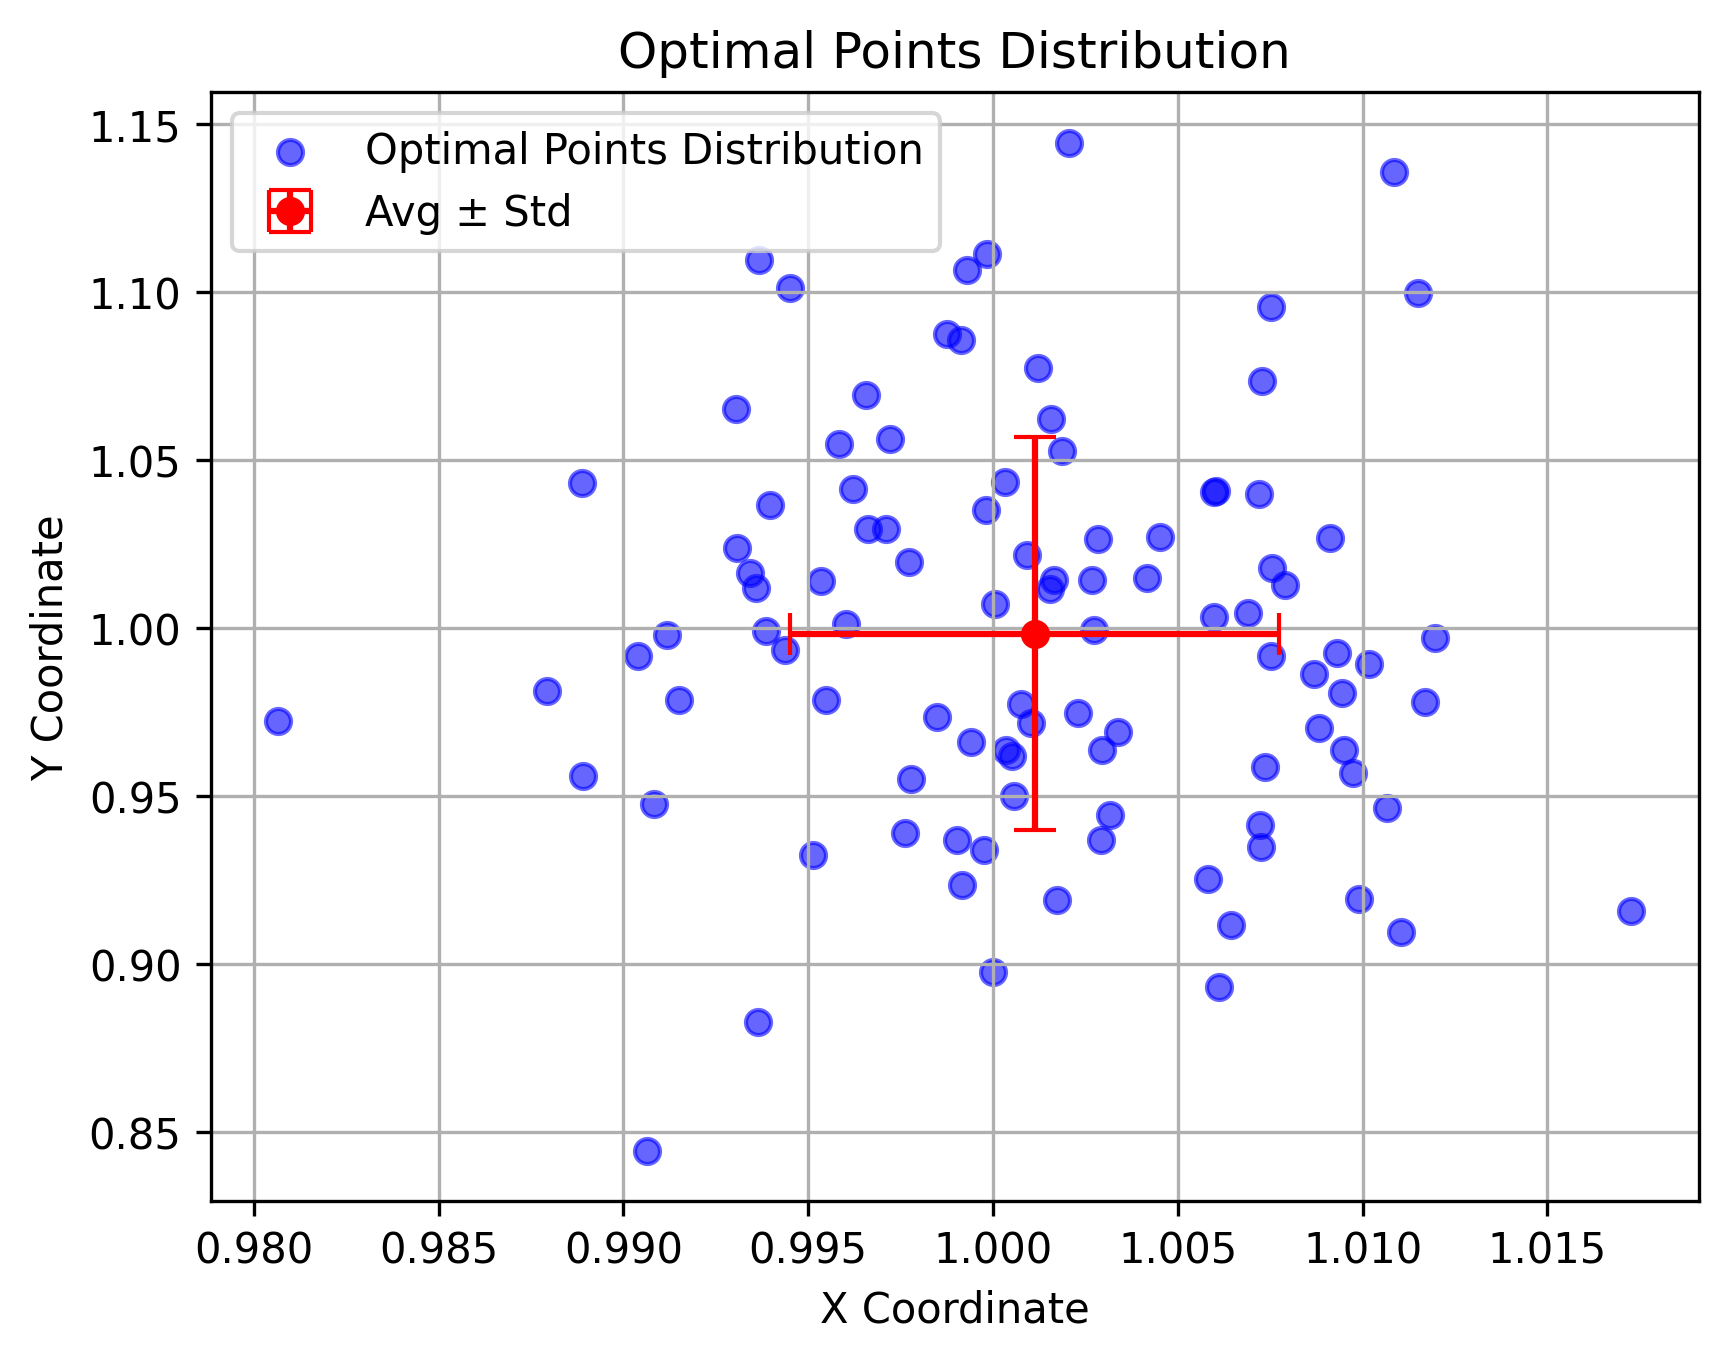 Optimal Points Distribution
Optimal Points Distribution
Avg ± Std
Y Coordinate
1.15
1.10
1.05
1.00
0.95
0.90
0.85
0.980 0.985 0.990 0.995 1.000 1.005 1.010 1.015
X Coordinate